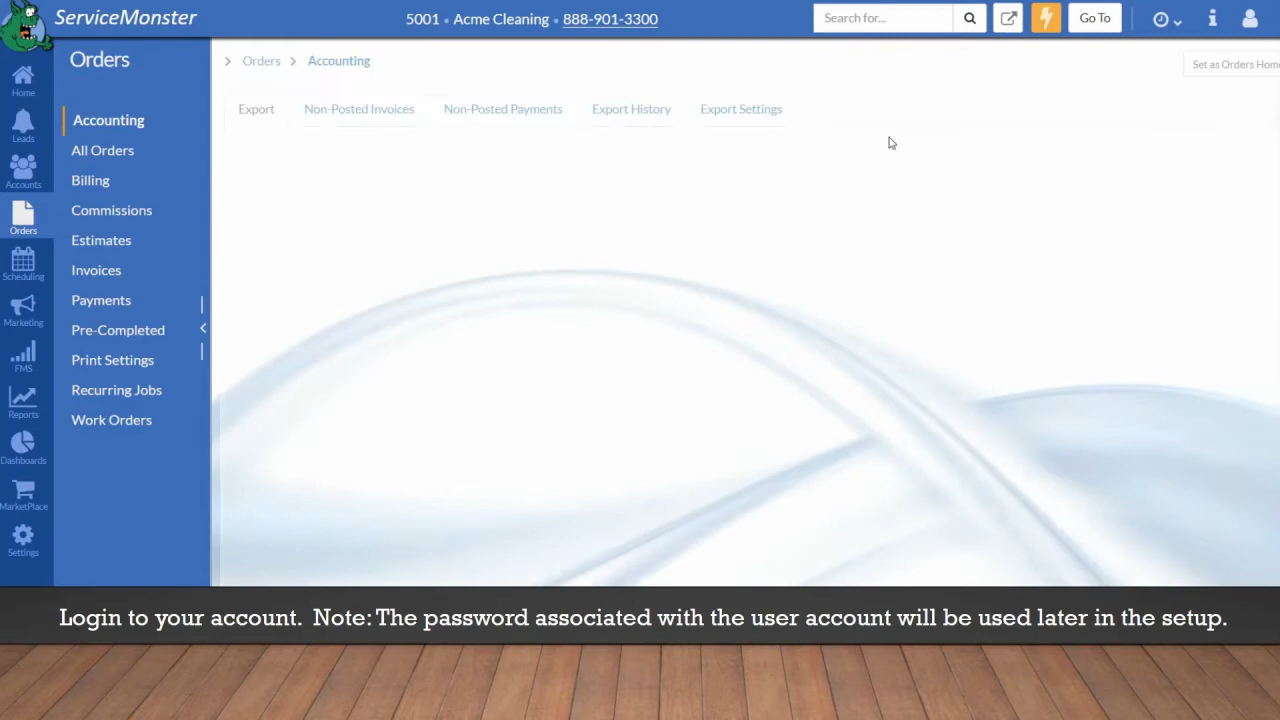 ServiceMonster
5001 • Acme Cleaning • 888-901-3300
Search for...
Go To
Home
Leads
Accounts
Orders
Scheduling
Marketing
FMS
Reports
Dashboards
MarketPlace
Settings
Orders
Accounting
All Orders
Billing
Commissions
Estimates
Invoices
Payments
Pre-Completed
Print Settings
Recurring Jobs
Work Orders
Orders Accounting
Set as Orders Home
Export Non-Posted Invoices Non-Posted Payments Export History Export Settings
Login to your account. Note: The password associated with the user account will be used later in the setup.